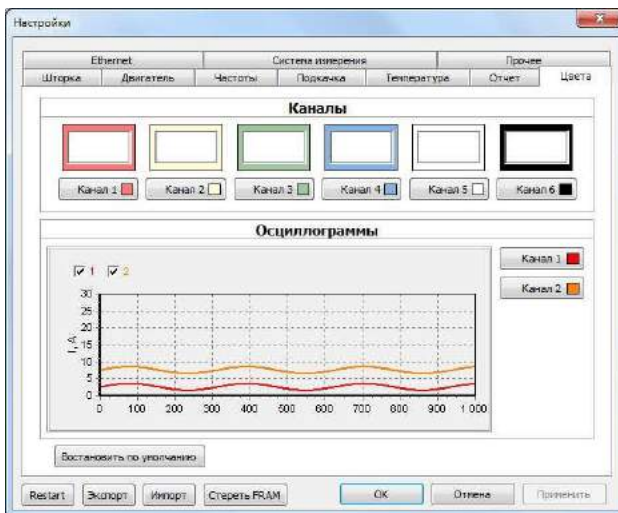 Настройки
Ethernet Система измерения Прочее
Шторка Двигатель Частоты Подкачка Температура Отчет Цвета
Каналы
Канал 1 Канал 2 Канал 3 Канал 4 Канал 5 Канал 6
Осциллограммы
Канал 1
Канал 2
1 2
30
25
20
15
10
5
0
I, A
0 100 200 300 400 500 600 700 800 900 1 000
Востановить по умолчанию
Restart Экспорт Импорт Стереть FRAM OK Отмена Применить